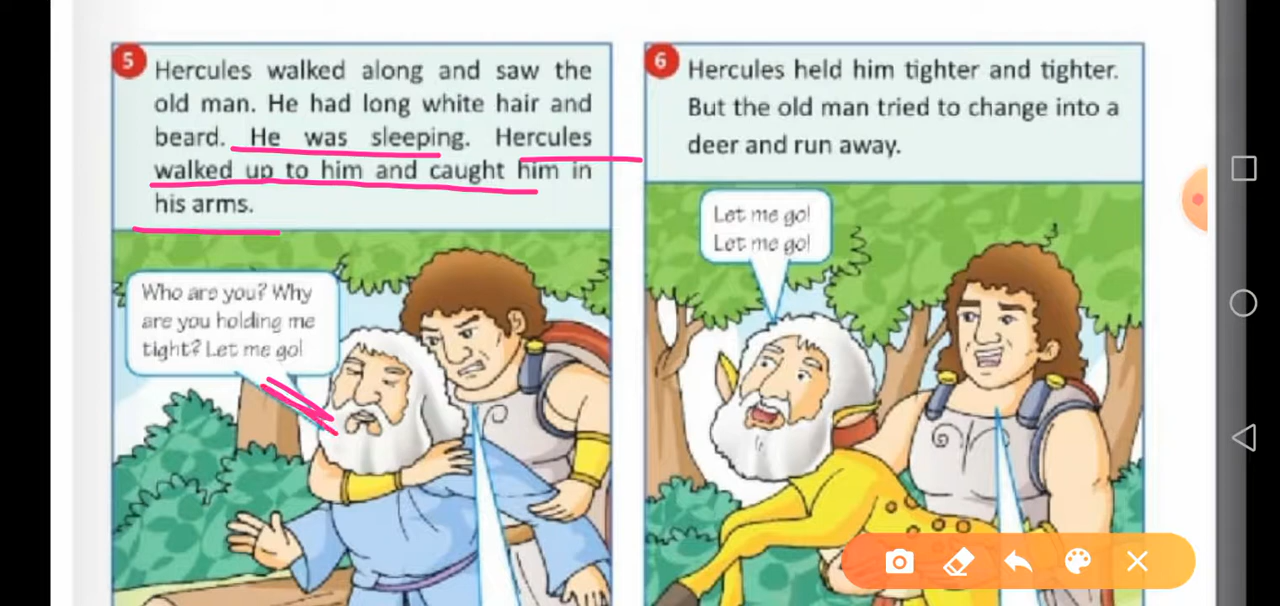 5
Hercules walked along and saw the
old man. He had long white hair and
beard. He was sleeping. Hercules
walked up to him and caught him in
his arms.
Who are you? Why
are you holding me
tight? Let me go!
6
Hercules held him tighter and tighter.
But the old man tried to change into a
deer and run away.
Let me go!
Let me go!